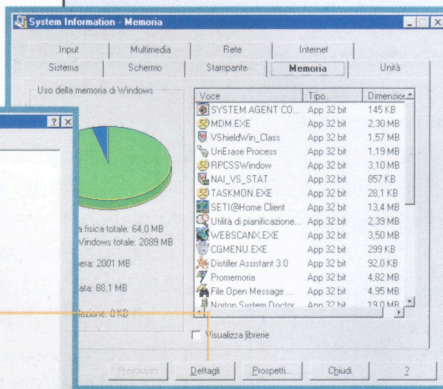 System Information - Memoria
Input Multimedia Rete Internet
Sistema Schermo Stampante Memoria Unità
Uso della memoria di Windows
Voce Tipo Dimension
SYSTEM AGENT CO... App 32 bit 145 KB
MDM.EXE App 32 bit 2,30 MB
VShieldWin_Class App 32 bit 1,57 MB
UnErase Process App 32 bit 1,19 MB
RPCSSWindow App 32 bit 3,10 MB
NAI_VS_STAT App 32 bit 857 KB
TASKMON.EXE App 32 bit 28,1 KB
SETI@Home Client App 32 bit 13,4 MB
Utilità di pianificazione... App 32 bit 2,39 MB
WEBSCANX.EXE App 32 bit 3,50 MB
CGMENU.EXE App 32 bit 299 KB
Distiller Assistant 3.0 App 32 bit 92,0 KB
Promemoria App 32 bit 4,82 MB
File Open Message ... App 32 bit 4,95 MB
Norton System Doctor App 32 bit 19,0 MB
a fisica totale: 64,0 MB
Windows totale: 2089 MB
era: 2001 MB
ata: 88,1 MB
lezione: 0 KB
Visualizza librerie
Dettagli Prospetti... Chiudi ?